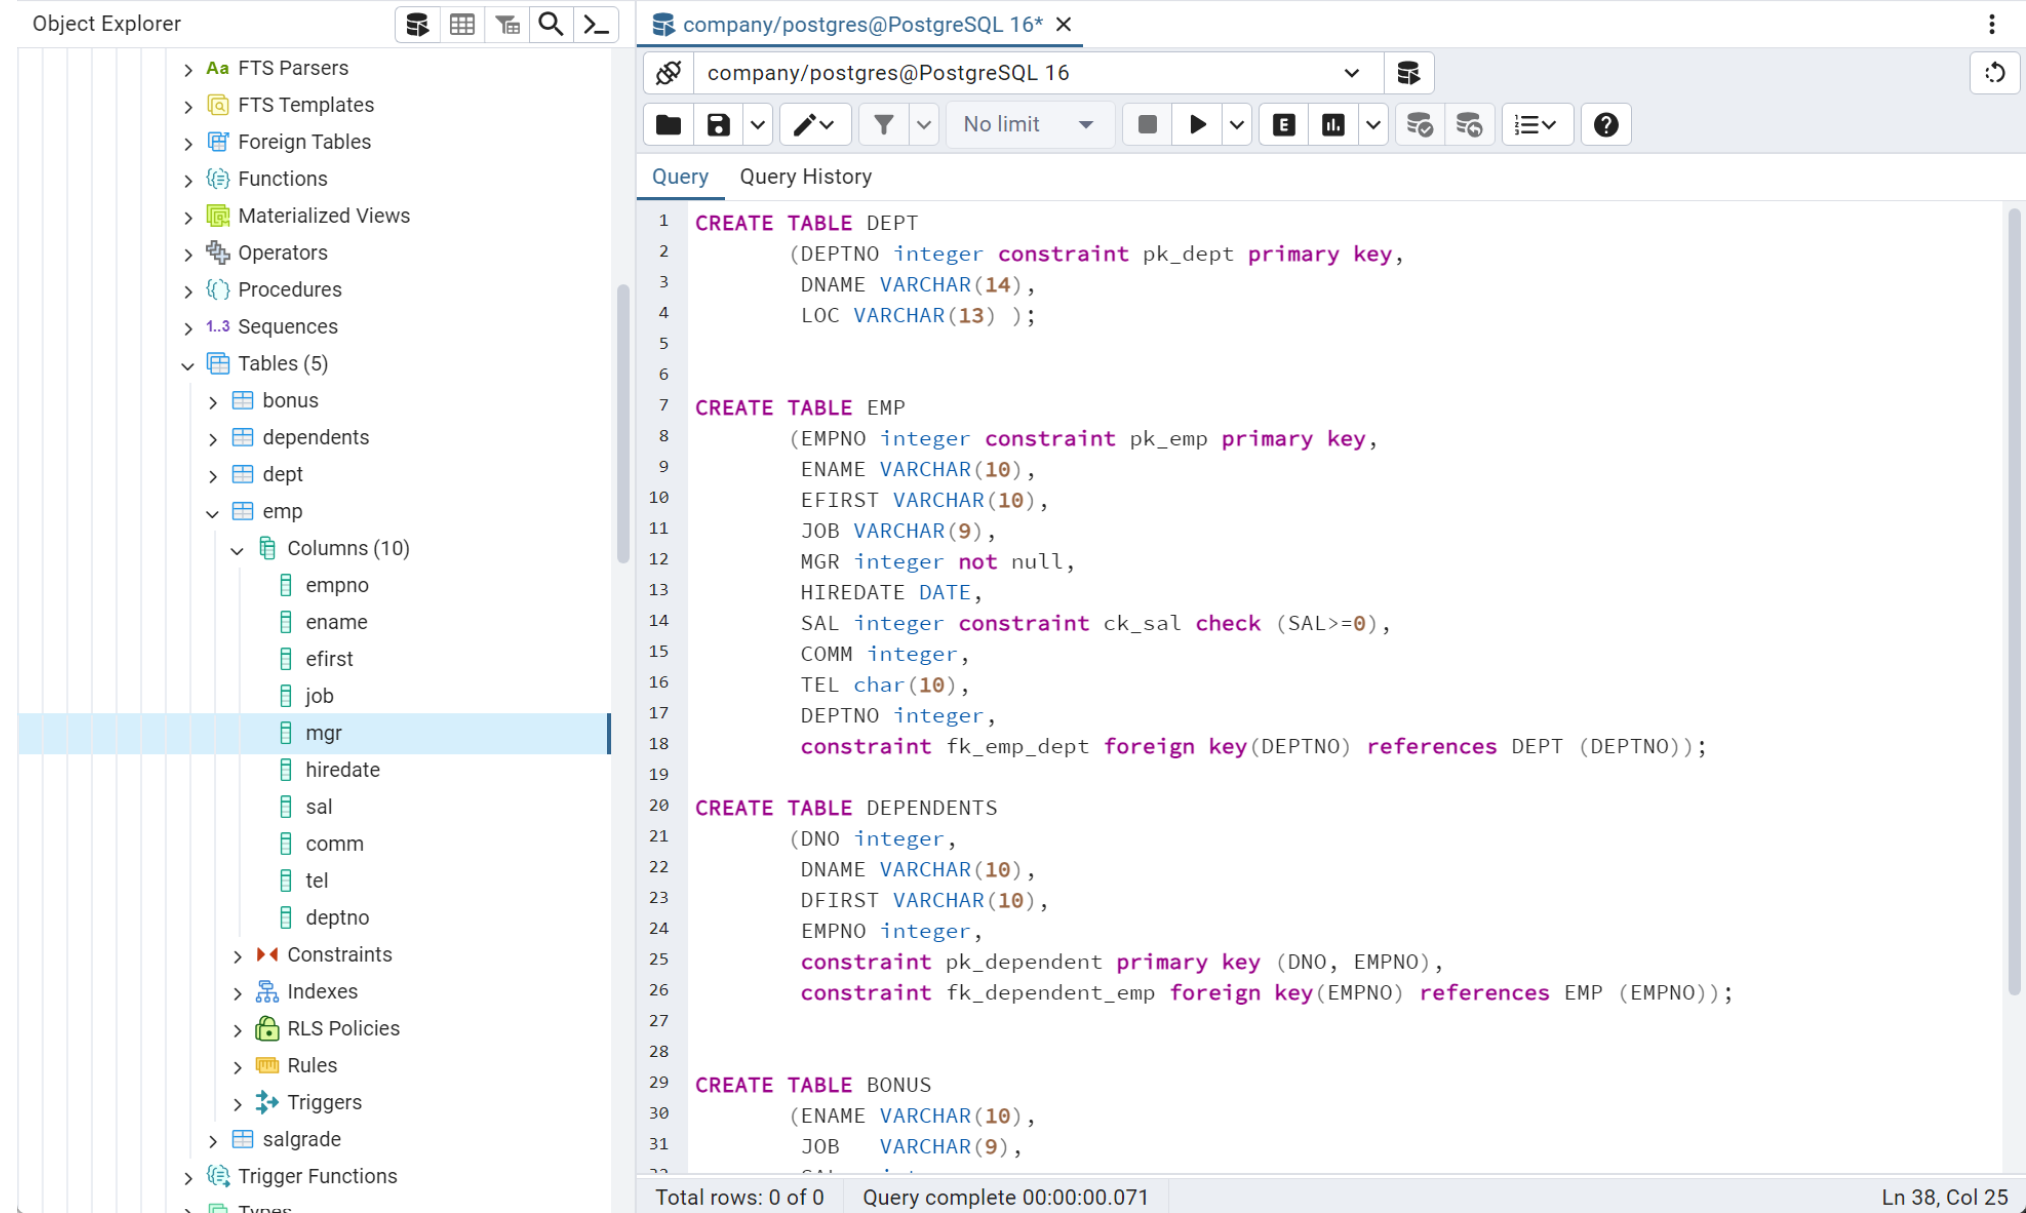 Object Explorer
Aa FTS Parsers
FTS Templates
Foreign Tables
Functions
Materialized Views
Operators
Procedures
1..3 Sequences
Tables (5)
bonus
dependents
dept
emp
Columns (10)
empno
ename
efirst
job
mgr
hiredate
sal
comm
tel
deptno
Constraints
Indexes
RLS Policies
Rules
Triggers
salgrade
Trigger Functions
Types
company/postgres@PostgreSQL 16*
company/postgres@PostgreSQL 16
No limit
E
Query Query History
1 CREATE TABLE DEPT
2 (DEPTNO integer constraint pk_dept primary key,
3 DNAME VARCHAR(14),
4 LOC VARCHAR(13) );
5
6
7 CREATE TABLE EMP
8 (EMPNO integer constraint pk_emp primary key,
9 ENAME VARCHAR(10),
10 EFIRST VARCHAR(10),
11 JOB VARCHAR(9),
12 MGR integer not null,
13 HIREDATE DATE,
14 SAL integer constraint ck_sal check (SAL>=0),
15 COMM integer,
16 TEL char(10),
17 DEPTNO integer,
18 constraint fk_emp_dept foreign key(DEPTNO) references DEPT (DEPTNO));
19
20 CREATE TABLE DEPENDENTS
21 (DNO integer,
22 DNAME VARCHAR(10),
23 DFIRST VARCHAR(10),
24 EMPNO integer,
25 constraint pk_dependent primary key (DNO, EMPNO),
26 constraint fk_dependent_emp foreign key(EMPNO) references EMP (EMPNO));
27
28
29 CREATE TABLE BONUS
30 (ENAME VARCHAR(10),
31 JOB VARCHAR(9),
Total rows: 0 of 0 Query complete 00:00:00.071 Ln 38, Col 25